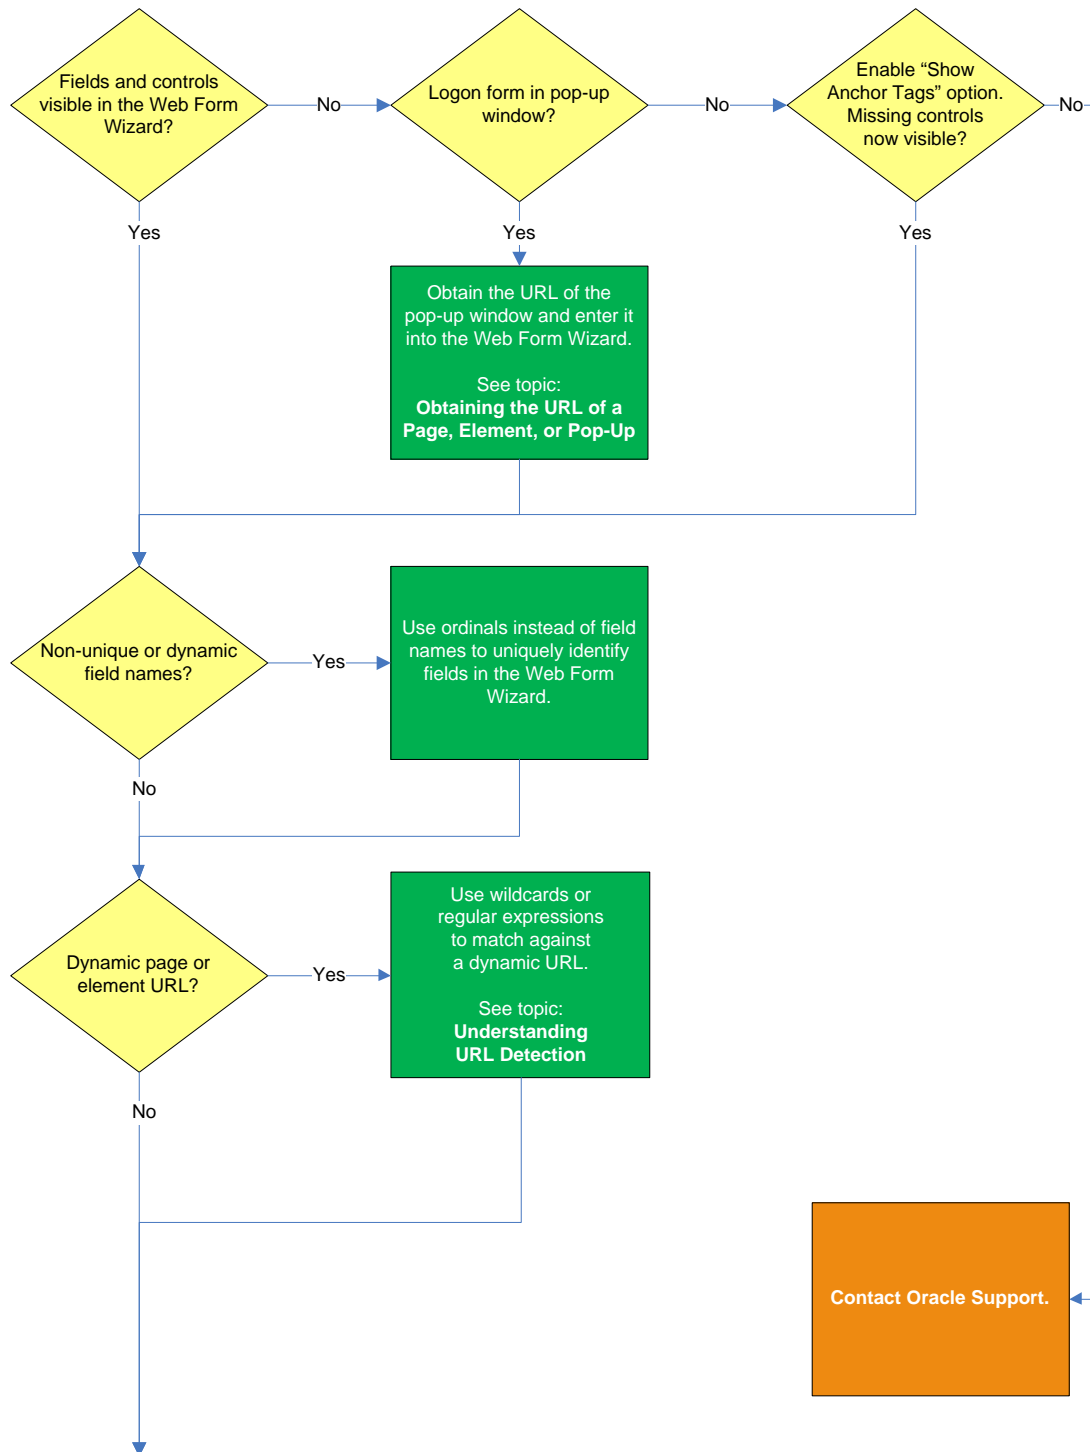 Fields and controls
visible in the Web Form
Wizard?
No
Logon form in pop-up
window?
No
Enable “Show
Anchor Tags” option.
Missing controls
now visible?
No
Yes
Yes
Yes
Obtain the URL of the
pop-up window and enter it
into the Web Form Wizard.
See topic:
Obtaining the URL of a
Page, Element, or Pop-Up
Non-unique or dynamic
field names?
Yes
Use ordinals instead of field
names to uniquely identify
fields in the Web Form
Wizard.
No
Dynamic page or
element URL?
Yes
Use wildcards or
regular expressions
to match against
a dynamic URL.
See topic:
Understanding
URL Detection
No
Contact Oracle Support.